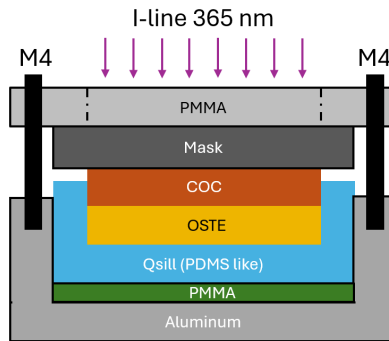 I-line 365 nm
M4
M4
PMMA
Mask
COC
OSTE
Qsill (PDMS like)
PMMA
Aluminum